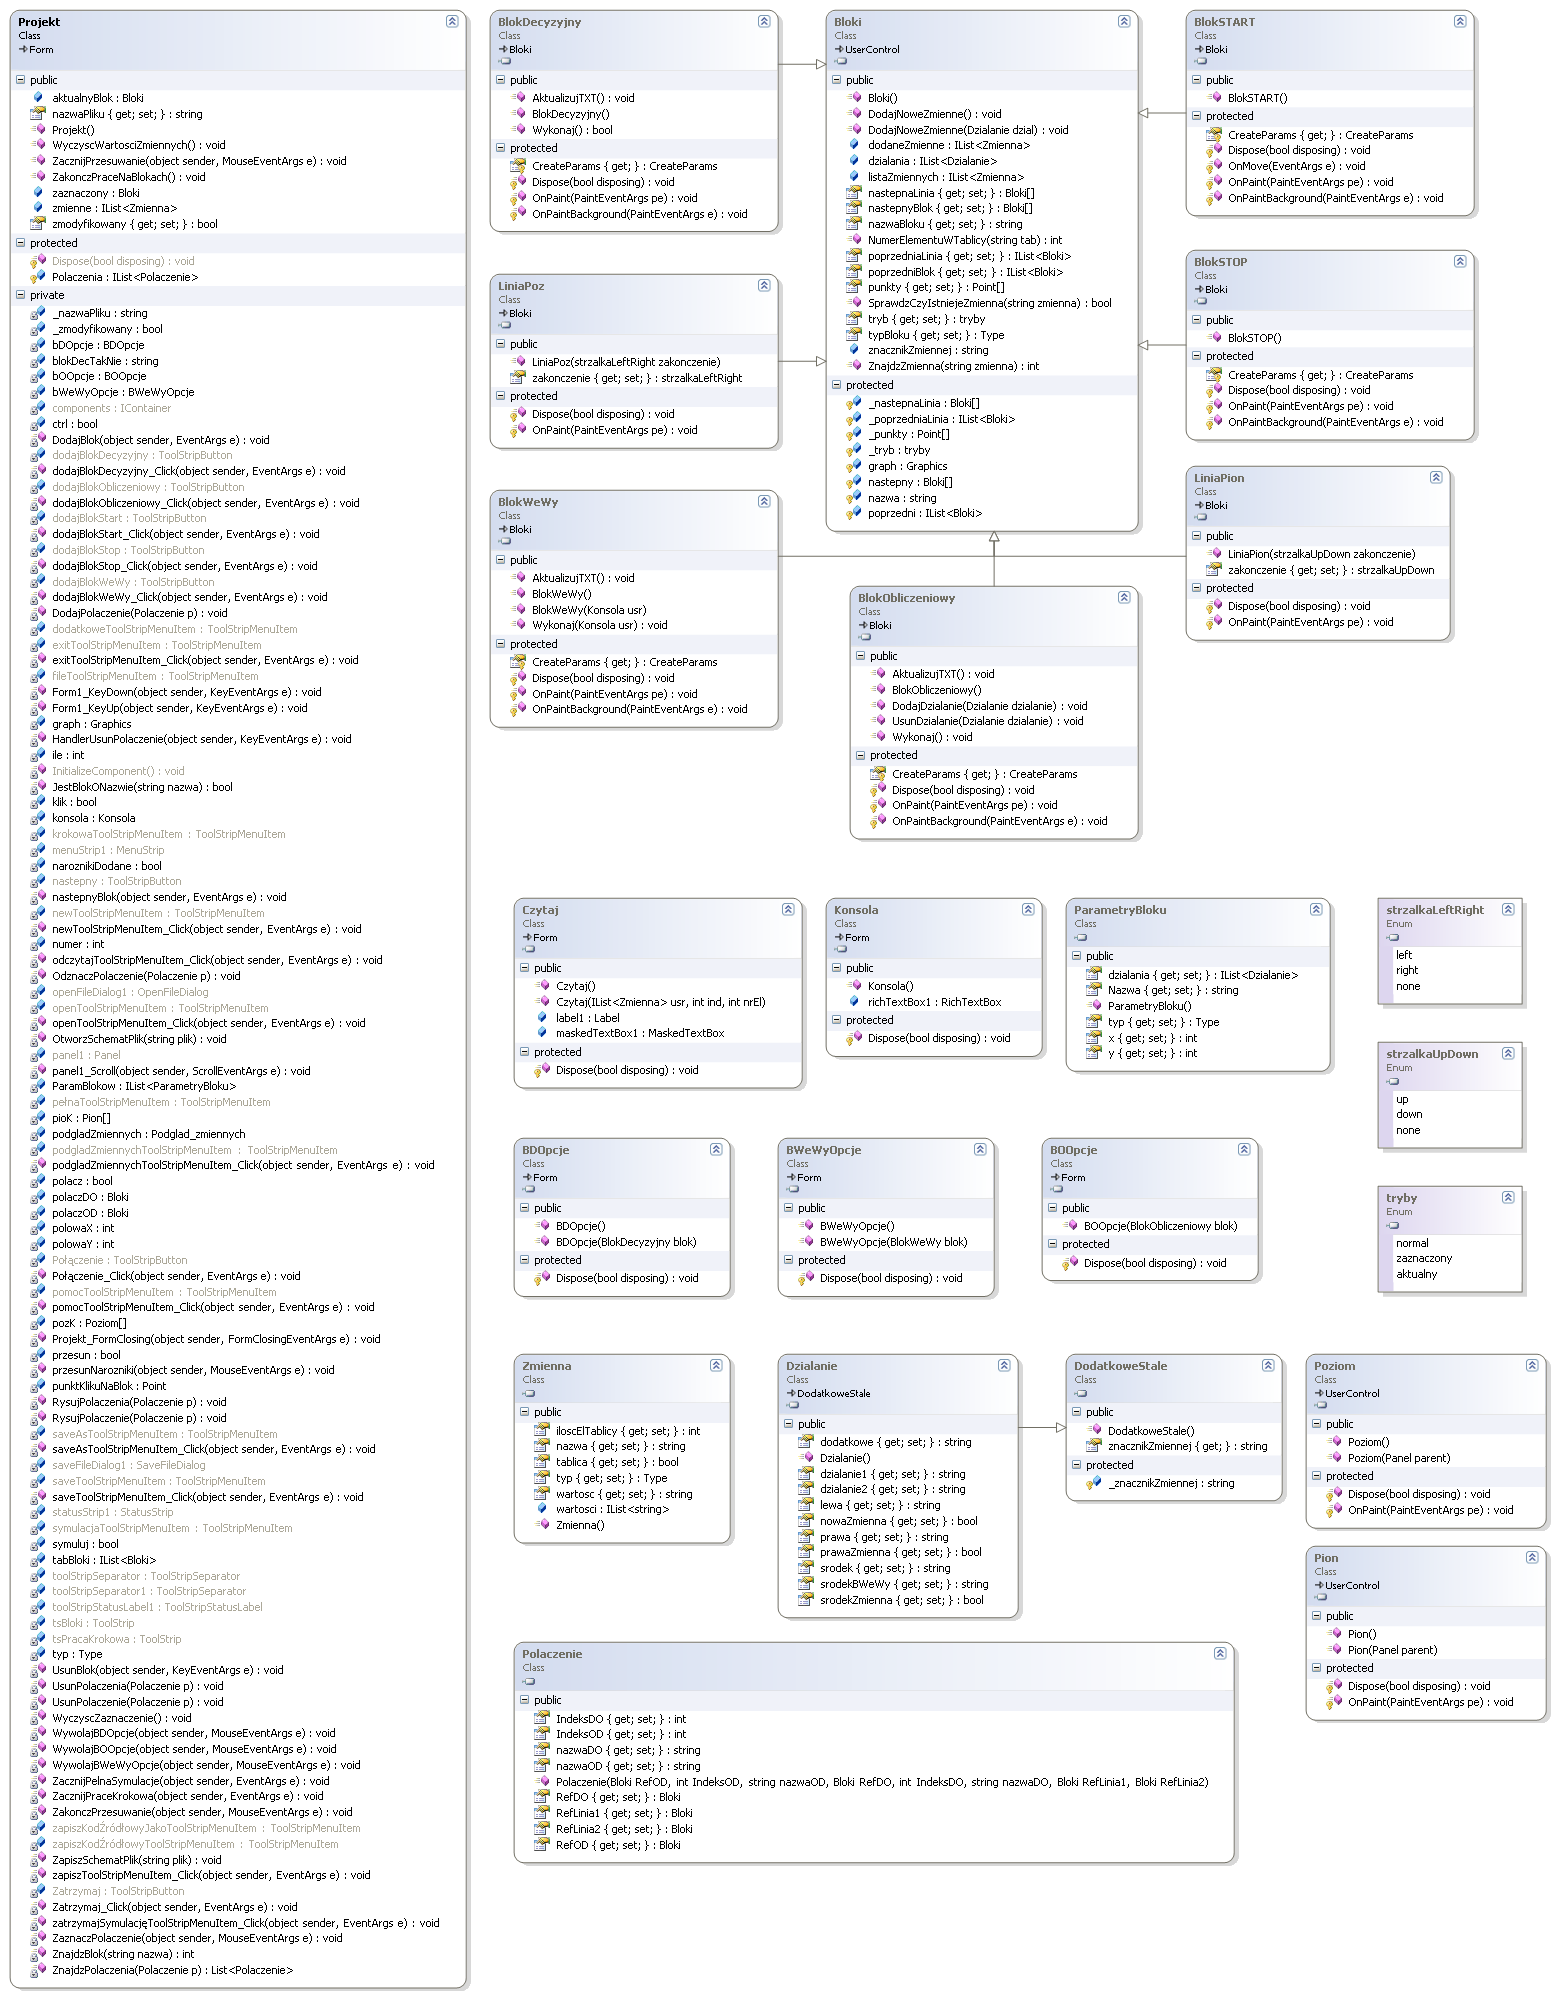 Projekt
Class
Form
public
aktualnyBlok : Bloki
nazwaPliku { get; set; } : string
Projekt()
WyczyscWartosciZmiennych() : void
ZacznijPrzesuwanie(object sender, MouseEventArgs e) : void
ZakonczPraceNaBlokach() : void
zaznaczony : Bloki
zmienne : IList<Zmienna>
zmodyfikowany { get; set; } : bool
protected
Dispose(bool disposing) : void
Polaczenia : IList<Polaczenie>
private
_nazwaPliku : string
_zmodyfikowany : bool
bDOpcje : BDOpcje
blokDecTakNie : string
bOOpcje : BOOpcje
bWeWyOpcje : BWeWyOpcje
components : IContainer
ctrl : bool
DodajBlok(object sender, EventArgs e) : void
dodajBlokDecyzyjny : ToolStripButton
dodajBlokDecyzyjny_Click(object sender, EventArgs e) : void
dodajBlokObliczeniowy : ToolStripButton
dodajBlokObliczeniowy_Click(object sender, EventArgs e) : void
dodajBlokStart : ToolStripButton
dodajBlokStart_Click(object sender, EventArgs e) : void
dodajBlokStop : ToolStripButton
dodajBlokStop_Click(object sender, EventArgs e) : void
dodajBlokWeWy : ToolStripButton
dodajBlokWeWy_Click(object sender, EventArgs e) : void
DodajPolaczenie(Polaczenie p) : void
dodatkoweToolStripMenuItem : ToolStripMenuItem
exitToolStripMenuItem : ToolStripMenuItem
exitToolStripMenuItem_Click(object sender, EventArgs e) : void
fileToolStripMenuItem : ToolStripMenuItem
Form1_KeyDown(object sender, KeyEventArgs e) : void
Form1_KeyUp(object sender, KeyEventArgs e) : void
graph : Graphics
HandlerUsunPolaczenie(object sender, KeyEventArgs e) : void
ile : int
InitializeComponent() : void
JestBlokONazwie(string nazwa) : bool
klik : bool
konsola : Konsola
krokowaToolStripMenuItem : ToolStripMenuItem
menuStrip1 : MenuStrip
naroznikiDodane : bool
nastepny : ToolStripButton
nastepnyBlok(object sender, EventArgs e) : void
newToolStripMenuItem : ToolStripMenuItem
newToolStripMenuItem_Click(object sender, EventArgs e) : void
numer : int
odczytajToolStripMenuItem_Click(object sender, EventArgs e) : void
OdznaczPolaczenie(Polaczenie p) : void
openFileDialog1 : OpenFileDialog
openToolStripMenuItem : ToolStripMenuItem
openToolStripMenuItem_Click(object sender, EventArgs e) : void
OtworzSchematPlik(string plik) : void
panel1 : Panel
panel1_Scroll(object sender, ScrollEventArgs e) : void
ParamBlokow : IList<ParametryBloku>
pełnaToolStripMenuItem : ToolStripMenuItem
pioK : Pion[]
podgladZmiennych : Podglad_zmiennych
podgladZmiennychToolStripMenuItem : ToolStripMenuItem
podgladZmiennychToolStripMenuItem_Click(object sender, EventArgs e) : void
polacz : bool
polaczDO : Bloki
polaczOD : Bloki
polowaX : int
polowaY : int
Połączenie : ToolStripButton
Połączenie_Click(object sender, EventArgs e) : void
pomocToolStripMenuItem : ToolStripMenuItem
pomocToolStripMenuItem_Click(object sender, EventArgs e) : void
pozK : Poziom[]
Projekt_FormClosing(object sender, FormClosingEventArgs e) : void
przesun : bool
przesunNarozniki(object sender, MouseEventArgs e) : void
punktKlikuNaBlok : Point
RysujPolaczenia(Polaczenie p) : void
RysujPolaczenie(Polaczenie p) : void
saveAsToolStripMenuItem : ToolStripMenuItem
saveAsToolStripMenuItem_Click(object sender, EventArgs e) : void
saveFileDialog1 : SaveFileDialog
saveToolStripMenuItem : ToolStripMenuItem
saveToolStripMenuItem_Click(object sender, EventArgs e) : void
statusStrip1 : StatusStrip
symulacjaToolStripMenuItem : ToolStripMenuItem
symuluj : bool
tabBloki : IList<Bloki>
toolStripSeparator : ToolStripSeparator
toolStripSeparator1 : ToolStripSeparator
toolStripStatusLabel1 : ToolStripStatusLabel
tsBloki : ToolStrip
tsPracaKrokowa : ToolStrip
typ : Type
UsunBlok(object sender, KeyEventArgs e) : void
UsunPolaczenia(Polaczenie p) : void
UsunPolaczenie(Polaczenie p) : void
WyczyscZaznaczenie() : void
WywolajBDOpcje(object sender, MouseEventArgs e) : void
WywolajBOOpcje(object sender, MouseEventArgs e) : void
WywolajBWeWyOpcje(object sender, MouseEventArgs e) : void
ZacznijPelnaSymulacje(object sender, EventArgs e) : void
ZacznijPraceKrokowa(object sender, EventArgs e) : void
ZakonczPrzesuwanie(object sender, MouseEventArgs e) : void
zapiszKodŹródłowyJakoToolStripMenuItem : ToolStripMenuItem
zapiszKodŹródłowyToolStripMenuItem : ToolStripMenuItem
ZapiszSchematPlik(string plik) : void
zapiszToolStripMenuItem_Click(object sender, EventArgs e) : void
Zatrzymaj : ToolStripButton
Zatrzymaj_Click(object sender, EventArgs e) : void
zatrzymajSymulacjęToolStripMenuItem_Click(object sender, EventArgs e) : void
ZaznaczPolaczenie(object sender, MouseEventArgs e) : void
ZnajdzBlok(string nazwa) : int
ZnajdzPolaczenia(Polaczenie p) : List<Polaczenie>
BlokDecyzyjny
Class
Bloki
public
AktualizujTXT() : void
BlokDecyzyjny()
Wykonaj() : bool
protected
CreateParams { get; } : CreateParams
Dispose(bool disposing) : void
OnPaint(PaintEventArgs pe) : void
OnPaintBackground(PaintEventArgs e) : void
LiniaPoz
Class
Bloki
public
LiniaPoz(strzalkaLeftRight zakonczenie)
zakonczenie { get; set; } : strzalkaLeftRight
protected
Dispose(bool disposing) : void
OnPaint(PaintEventArgs pe) : void
BlokWeWy
Class
Bloki
public
AktualizujTXT() : void
BlokWeWy()
BlokWeWy(Konsola usr)
Wykonaj(Konsola usr) : void
protected
CreateParams { get; } : CreateParams
Dispose(bool disposing) : void
OnPaint(PaintEventArgs pe) : void
OnPaintBackground(PaintEventArgs e) : void
Bloki
Class
UserControl
public
Bloki()
DodajNoweZmienne() : void
DodajNoweZmienne(Dzialanie dzial) : void
dodaneZmienne : IList<Zmienna>
dzialania : IList<Dzialanie>
listaZmiennych : IList<Zmienna>
nastepnaLinia { get; set; } : Bloki[]
nastepnyBlok { get; set; } : Bloki[]
nazwaBloku { get; set; } : string
NumerElementuWTablicy(string tab) : int
poprzedniaLinia { get; set; } : IList<Bloki>
poprzedniBlok { get; set; } : IList<Bloki>
punkty { get; set; } : Point[]
SprawdzCzyIstniejeZmienna(string zmienna) : bool
tryb { get; set; } : tryby
typBloku { get; set; } : Type
znacznikZmiennej : string
ZnajdzZmienna(string zmienna) : int
protected
_nastepnaLinia : Bloki[]
_poprzedniaLinia : IList<Bloki>
_punkty : Point[]
_tryb : tryby
graph : Graphics
nastepny : Bloki[]
nazwa : string
poprzedni : IList<Bloki>
BlokSTART
Class
Bloki
public
BlokSTART()
protected
CreateParams { get; } : CreateParams
Dispose(bool disposing) : void
OnMove(EventArgs e) : void
OnPaint(PaintEventArgs pe) : void
OnPaintBackground(PaintEventArgs e) : void
BlokSTOP
Class
Bloki
public
BlokSTOP()
protected
CreateParams { get; } : CreateParams
Dispose(bool disposing) : void
OnPaint(PaintEventArgs pe) : void
OnPaintBackground(PaintEventArgs e) : void
LiniaPion
Class
Bloki
public
LiniaPion(strzalkaUpDown zakonczenie)
zakonczenie { get; set; } : strzalkaUpDown
protected
Dispose(bool disposing) : void
OnPaint(PaintEventArgs pe) : void
BlokObliczeniowy
Class
Bloki
public
AktualizujTXT() : void
BlokObliczeniowy()
DodajDzialanie(Dzialanie dzialanie) : void
UsunDzialanie(Dzialanie dzialanie) : void
Wykonaj() : void
protected
CreateParams { get; } : CreateParams
Dispose(bool disposing) : void
OnPaint(PaintEventArgs pe) : void
OnPaintBackground(PaintEventArgs e) : void
Czytaj
Class
Form
public
Czytaj()
Czytaj(IList<Zmienna> usr, int ind, int nrEl)
label1 : Label
maskedTextBox1 : MaskedTextBox
protected
Dispose(bool disposing) : void
Konsola
Class
Form
public
Konsola()
richTextBox1 : RichTextBox
protected
Dispose(bool disposing) : void
ParametryBloku
Class
public
dzialania { get; set; } : IList<Dzialanie>
Nazwa { get; set; } : string
ParametryBloku()
typ { get; set; } : Type
x { get; set; } : int
y { get; set; } : int
strzalkaLeftRight
Enum
left
right
none
strzalkaUpDown
Enum
up
down
none
BDOpcje
Class
Form
public
BDOpcje()
BDOpcje(BlokDecyzyjny blok)
protected
Dispose(bool disposing) : void
BWeWyOpcje
Class
Form
public
BWeWyOpcje()
BWeWyOpcje(BlokWeWy blok)
protected
Dispose(bool disposing) : void
BOOpcje
Class
Form
public
BOOpcje(BlokObliczeniowy blok)
protected
Dispose(bool disposing) : void
tryby
Enum
normal
zaznaczony
aktualny
Zmienna
Class
public
iloscElTablicy { get; set; } : int
nazwa { get; set; } : string
tablica { get; set; } : bool
typ { get; set; } : Type
wartosc { get; set; } : string
wartosci : IList<string>
Zmienna()
Dzialanie
Class
DodatkoweStale
public
dodatkowe { get; set; } : string
Dzialanie()
dzialanie1 { get; set; } : string
dzialanie2 { get; set; } : string
lewa { get; set; } : string
nowaZmienna { get; set; } : bool
prawa { get; set; } : string
prawaZmienna { get; set; } : bool
srodek { get; set; } : string
srodekBWeWy { get; set; } : string
srodekZmienna { get; set; } : bool
DodatkoweStale
Class
public
DodatkoweStale()
znacznikZmiennej { get; } : string
protected
_znacznikZmiennej : string
Poziom
Class
UserControl
public
Poziom()
Poziom(Panel parent)
protected
Dispose(bool disposing) : void
OnPaint(PaintEventArgs pe) : void
Pion
Class
UserControl
public
Pion()
Pion(Panel parent)
protected
Dispose(bool disposing) : void
OnPaint(PaintEventArgs pe) : void
Polaczenie
Class
public
IndeksDO { get; set; } : int
IndeksOD { get; set; } : int
nazwaDO { get; set; } : string
nazwaOD { get; set; } : string
Polaczenie(Bloki RefOD, int IndeksOD, string nazwaOD, Bloki RefDO, int IndeksDO, string nazwaDO, Bloki RefLinia1, Bloki RefLinia2)
RefDO { get; set; } : Bloki
RefLinia1 { get; set; } : Bloki
RefLinia2 { get; set; } : Bloki
RefOD { get; set; } : Bloki